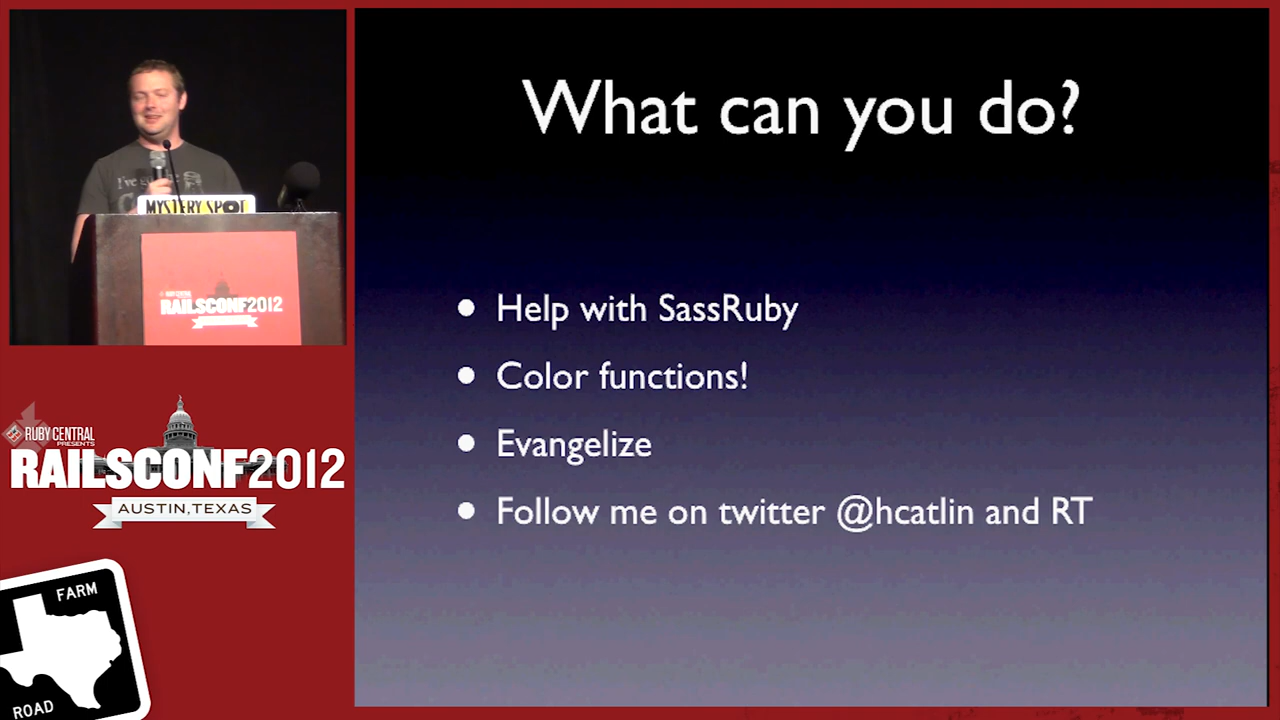 What can you do?
• Help with SassRuby
• Color functions!
• Evangelize
• Follow me on twitter @hcatlin and RT
I've
MYSTERY SPOT
RAILSCONF2012
RUBY CENTRAL
PRESENTS
RAILSCONF2012
AUSTIN, TEXAS
FARM
ROAD